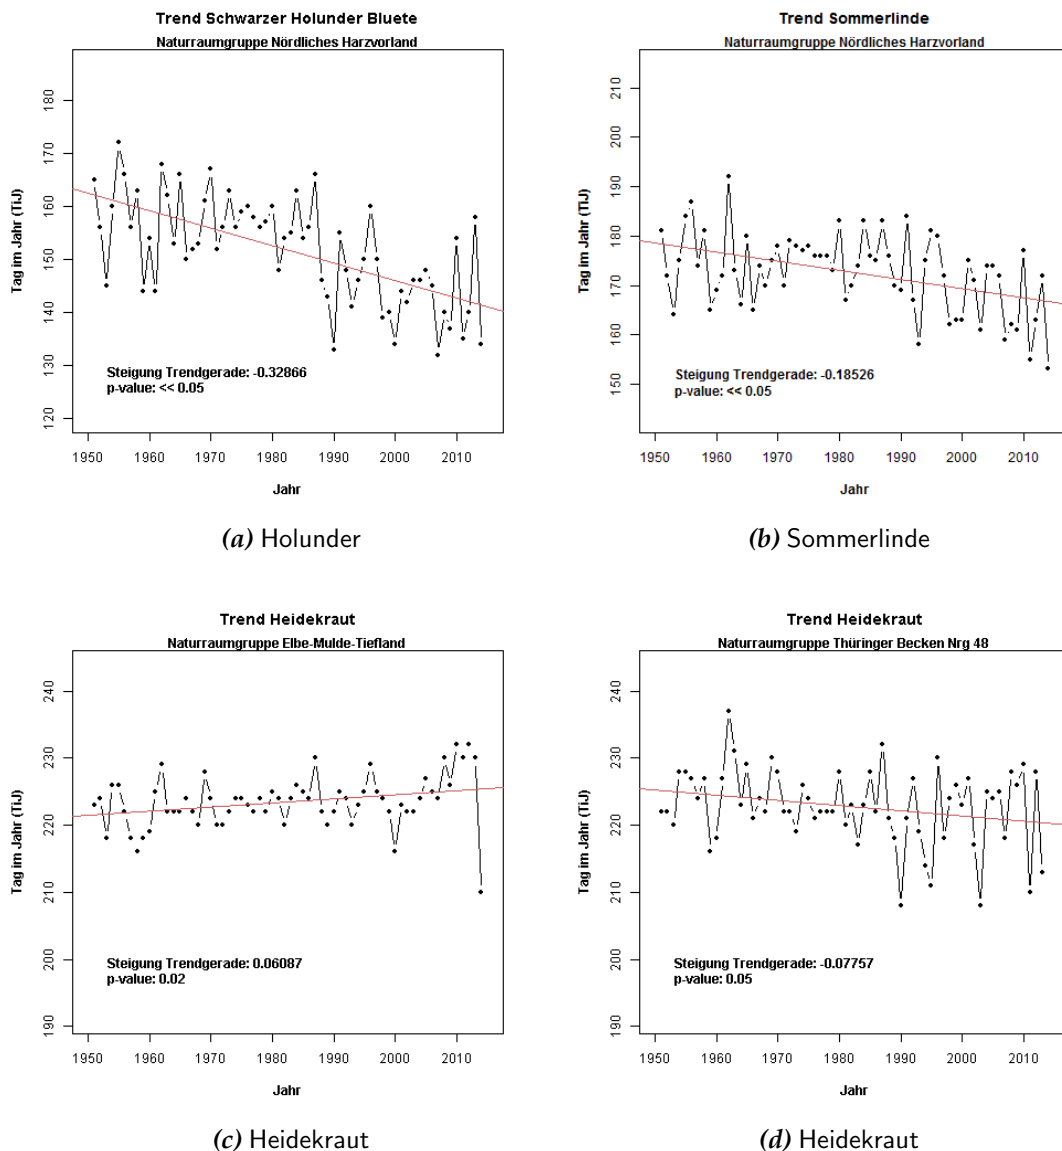 Trend Schwarzer Holunder Bluete
Naturraumgruppe Nördliches Harzvorland
Tag im Jahr (TiJ)
180
170
160
150
140
130
120
Steigung Trendgerade: -0.32866
p-value: << 0.05
1950 1960 1970 1980 1990 2000 2010
Jahr
(a) Holunder
Trend Sommerlinde
Naturraumgruppe Nördliches Harzvorland
Tag im Jahr (TiJ)
210
200
190
180
170
160
150
Steigung Trendgerade: -0.18526
p-value: << 0.05
1950 1960 1970 1980 1990 2000 2010
Jahr
(b) Sommerlinde
Trend Heidekraut
Naturraumgruppe Elbe-Mulde-Tiefland
Tag im Jahr (TiJ)
240
230
220
210
200
190
Steigung Trendgerade: 0.06087
p-value: 0.02
1950 1960 1970 1980 1990 2000 2010
Jahr
(c) Heidekraut
Trend Heidekraut
Naturraumgruppe Thüringer Becken Nrg 48
Tag im Jahr (TiJ)
240
230
220
210
200
190
Steigung Trendgerade: -0.07757
p-value: 0.05
1950 1960 1970 1980 1990 2000 2010
Jahr
(d) Heidekraut